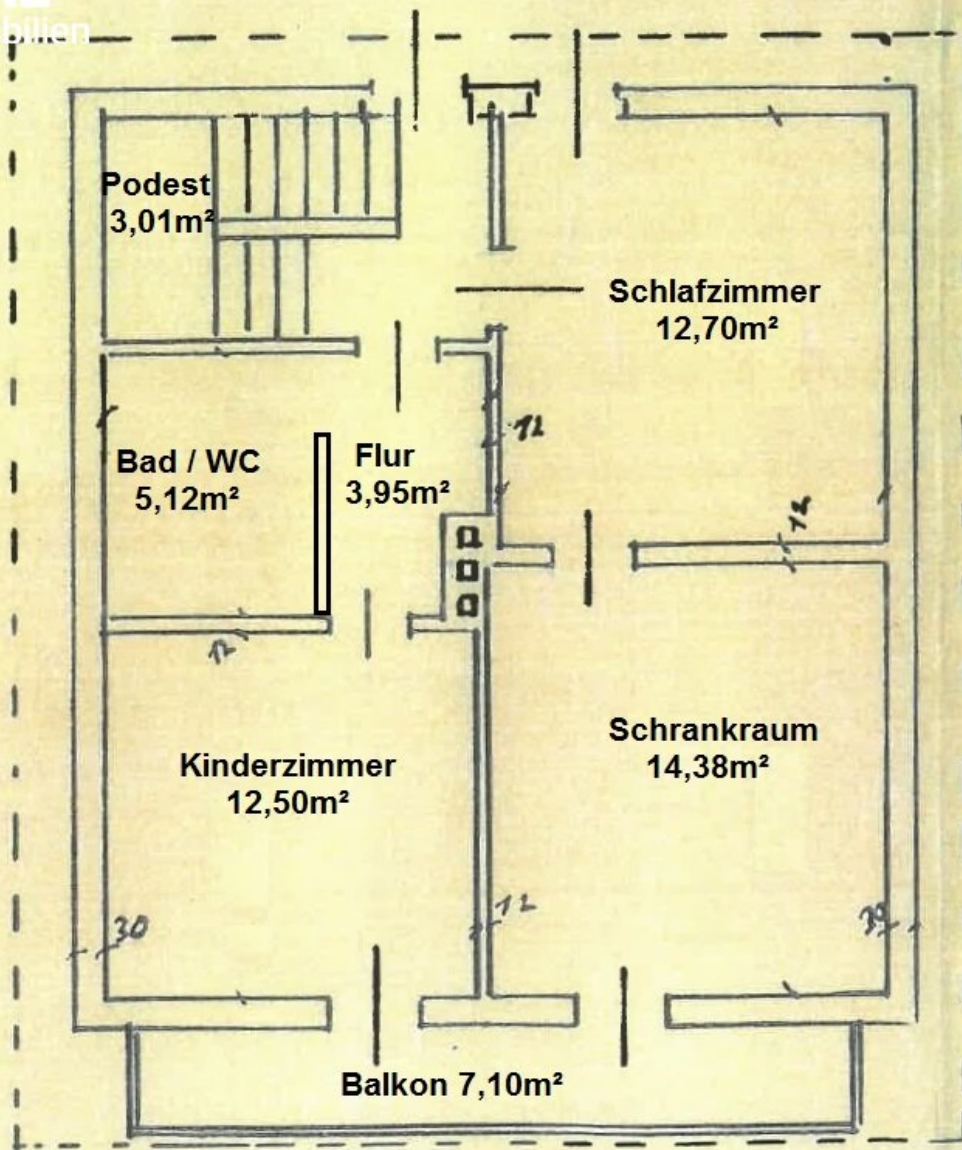 bilien
Podest
3,01m²
Schlafzimmer
12,70m²
12
Bad / WC
5,12m²
Flur
3,95m²
12
12
Schrankraum
14,38m²
Kinderzimmer
12,50m²
12
30
30
Balkon 7,10m²